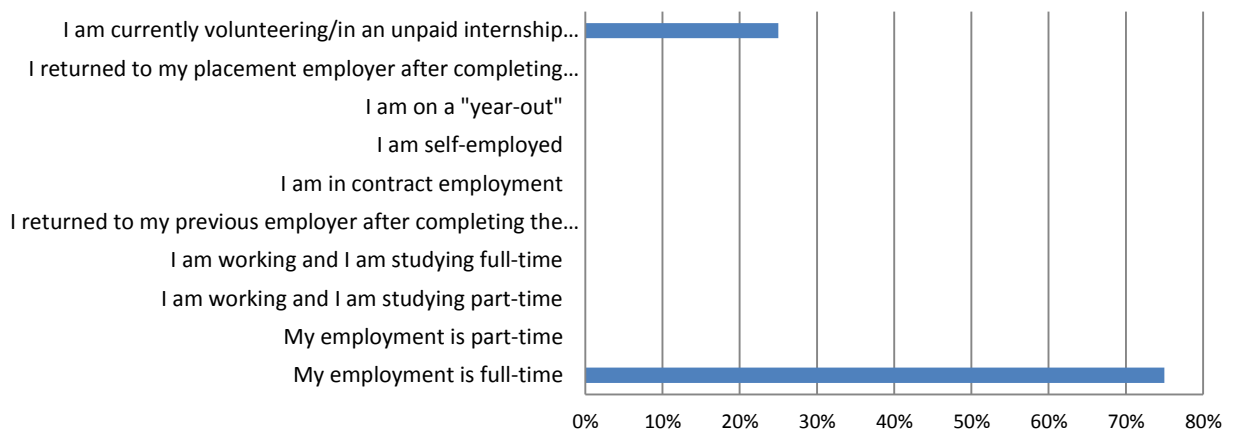 I am currently volunteering/in an unpaid internship…
I returned to my placement employer after completing…
I am on a "year-out"
I am self-employed
I am in contract employment
I returned to my previous employer after completing the…
I am working and I am studying full-time
I am working and I am studying part-time
My employment is part-time
My employment is full-time
0% 10% 20% 30% 40% 50% 60% 70% 80%